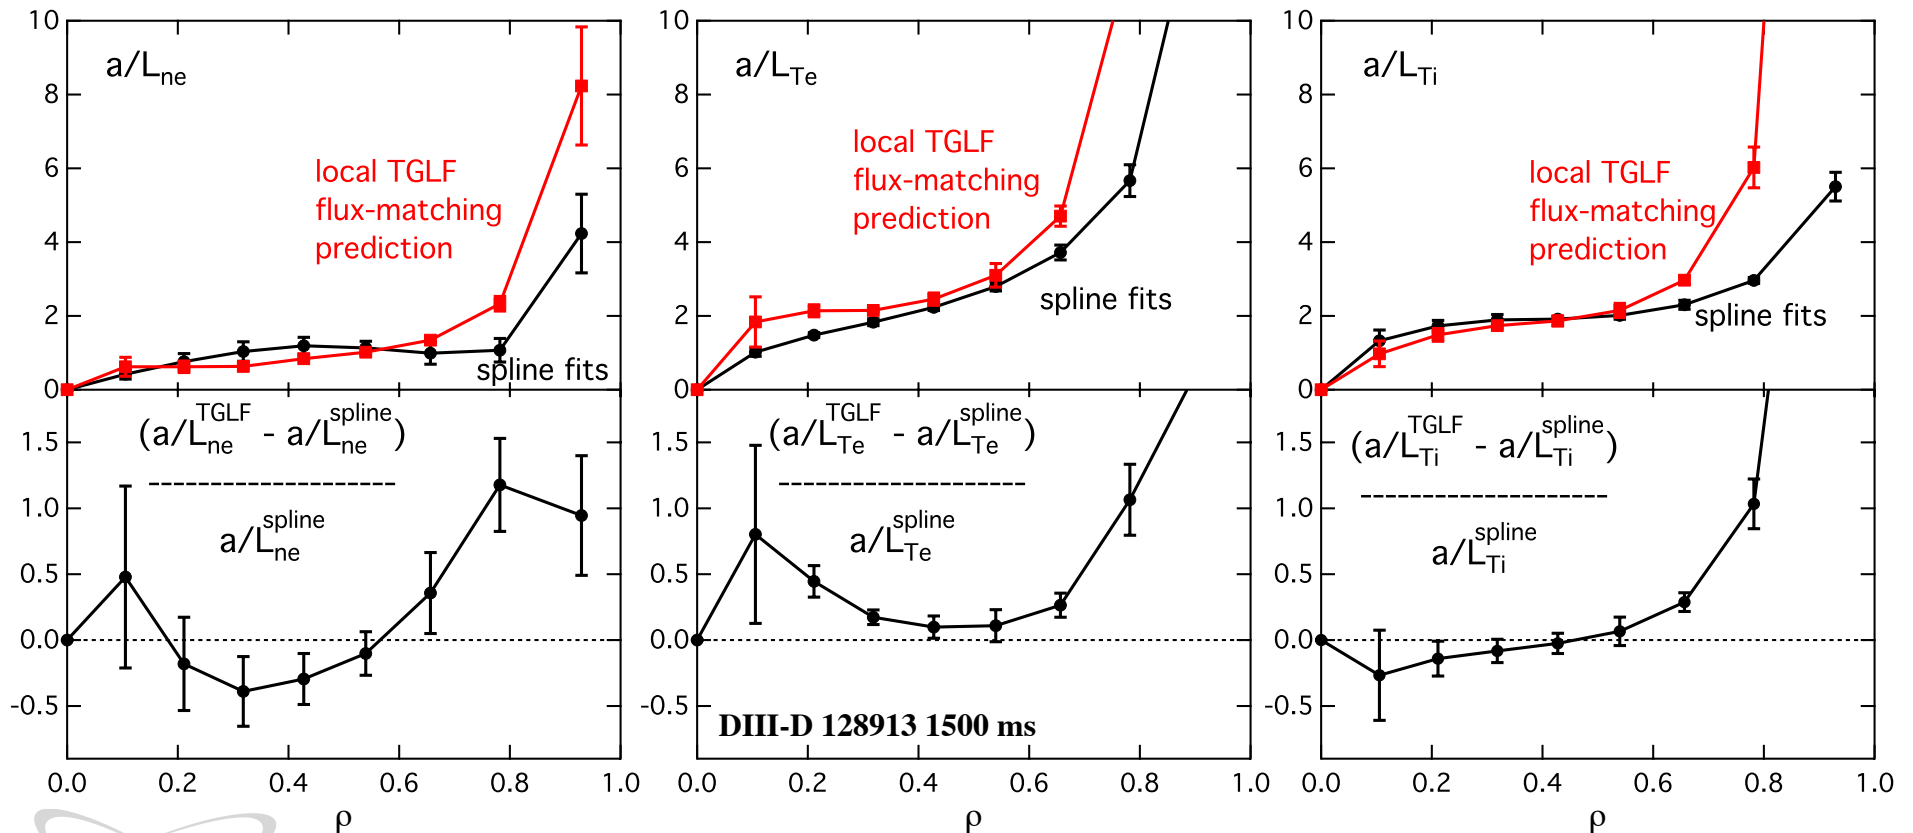 10
8
6
4
2
0
a/Lne
local TGLF
flux-matching
prediction
spline fits
10
8
6
4
2
0
a/LTe
local TGLF
flux-matching
prediction
spline fits
10
8
6
4
2
0
a/LTi
local TGLF
flux-matching
prediction
spline fits
1.5
1.0
0.5
0.0
-0.5
(a/LneTGLF - a/Lnespline)
a/Lnespline
0.0 0.2 0.4 0.6 0.8 1.0
ρ
1.5
1.0
0.5
0.0
-0.5
(a/LTeTGLF - a/LTespline)
a/LTespline
DIII-D 128913 1500 ms
0.0 0.2 0.4 0.6 0.8 1.0
ρ
1.5
1.0
0.5
0.0
-0.5
(a/LTiTGLF - a/LTispline)
a/LTispline
0.0 0.2 0.4 0.6 0.8 1.0
ρ